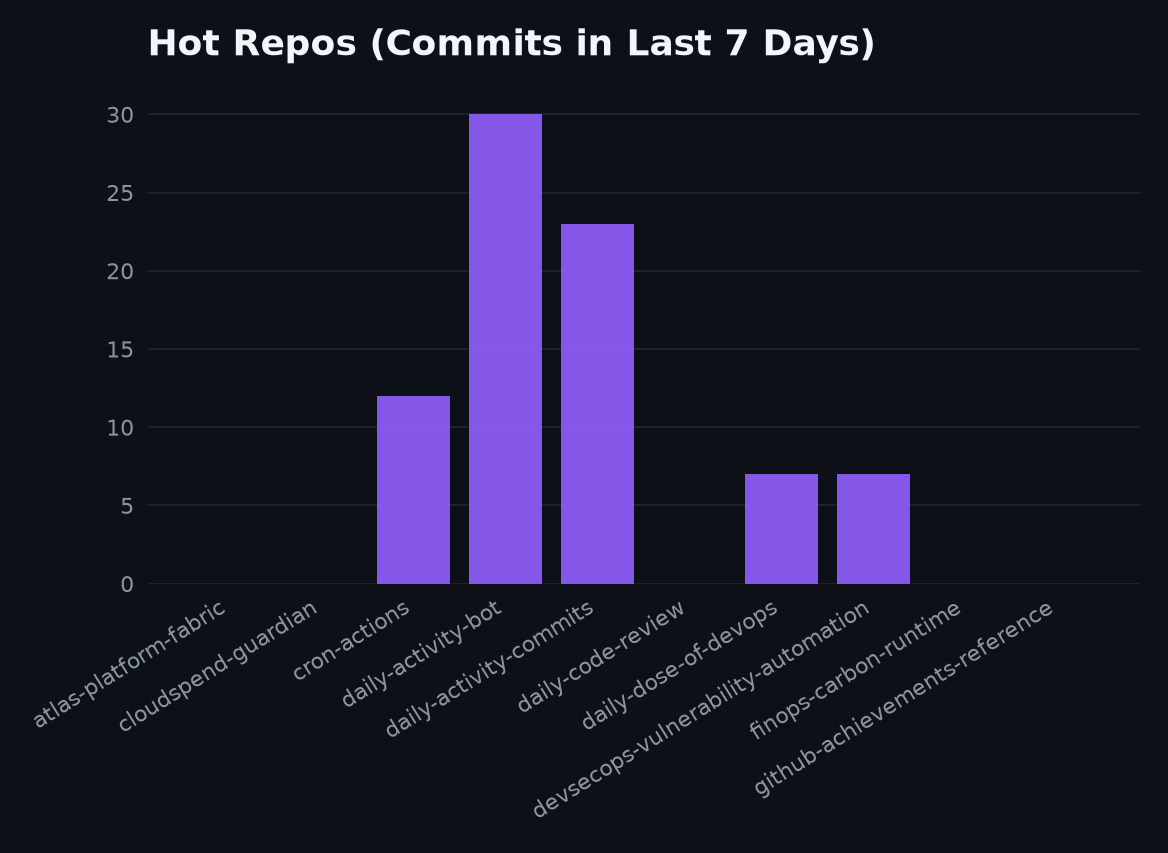 Hot Repos (Commits in Last 7 Days)
30
25
20
15
10
5
0
atlas-platform-fabric
cloudspend-guardian
cron-actions
daily-activity-bot
daily-activity-commits
daily-code-review
daily-dose-of-devops
devsecops-vulnerability-automation
finops-carbon-runtime
github-achievements-reference